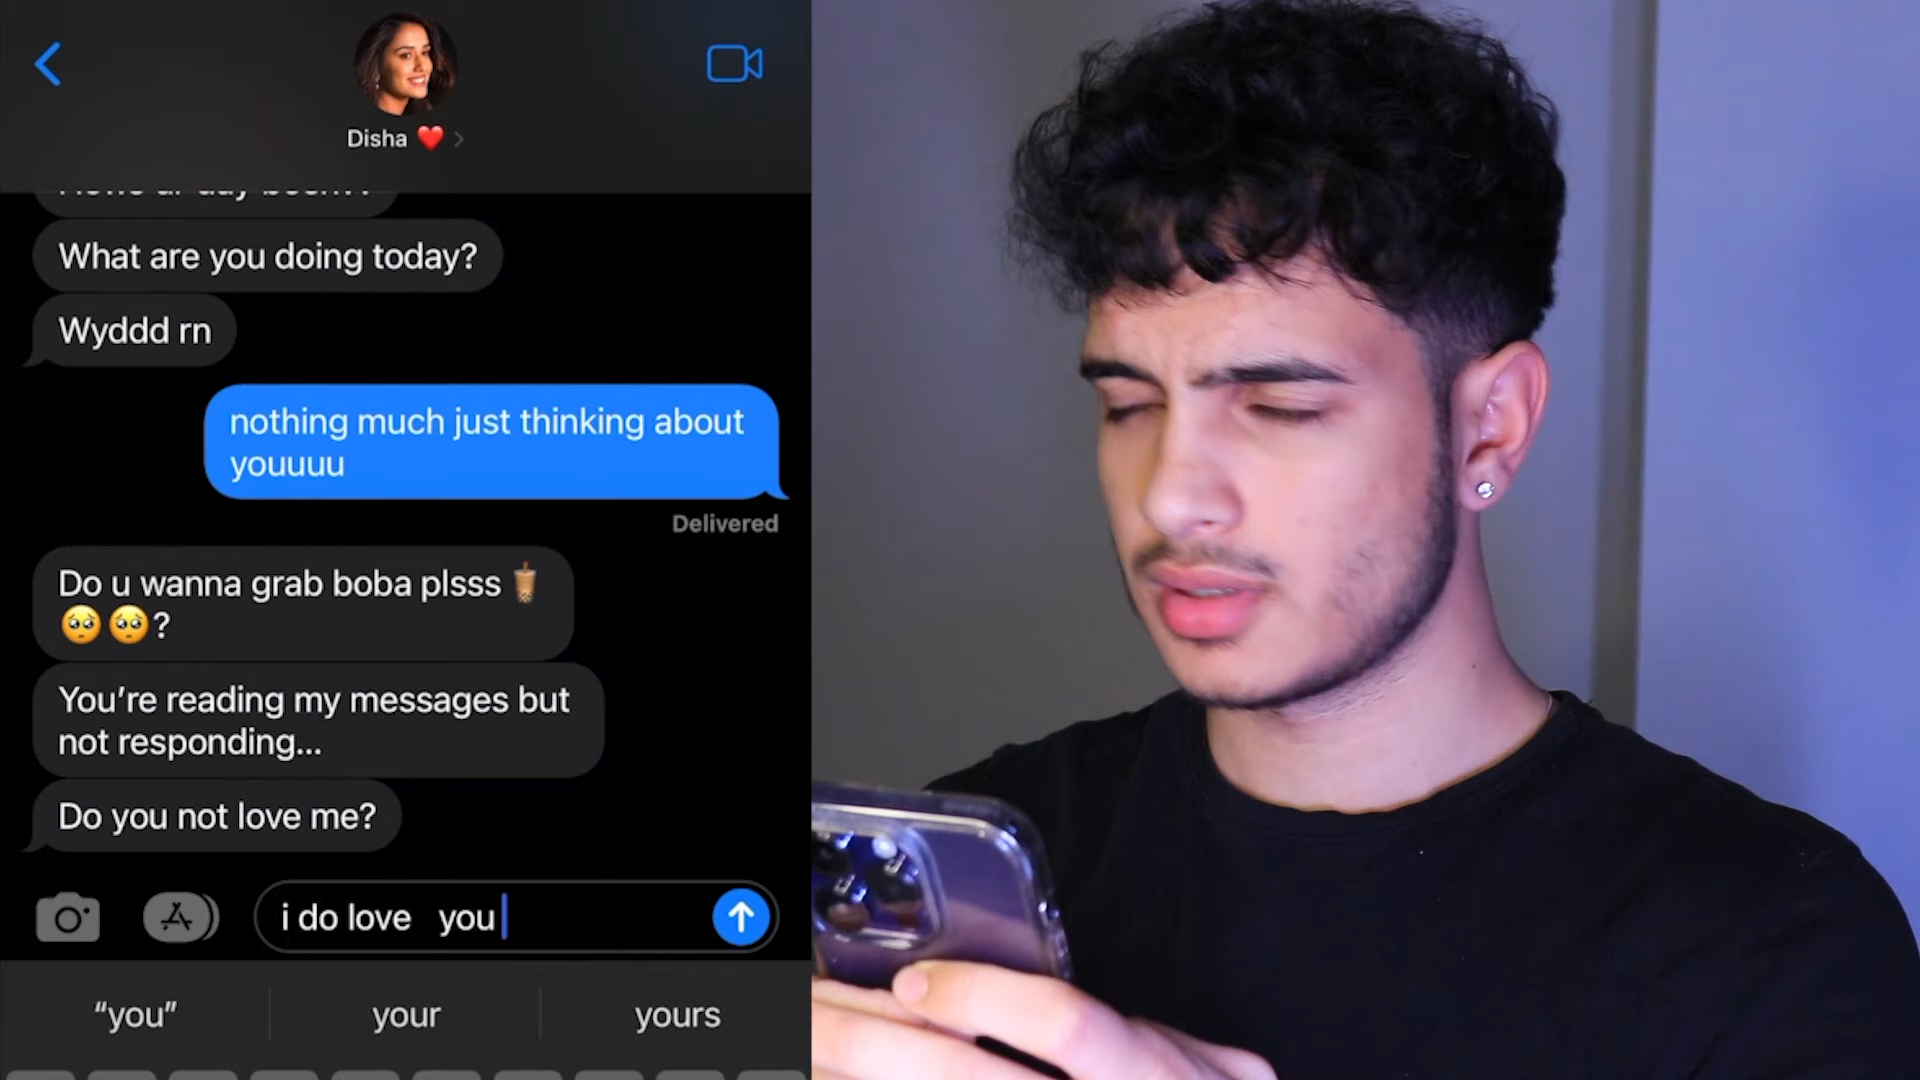 Disha ❤️
What are you doing today?
Wyddd rn
nothing much just thinking about
youuuu
Delivered
Do u wanna grab boba plsss 🧋
🥺🥺?
You’re reading my messages but
not responding...
Do you not love me?
i do love   you
“you”
your
yours